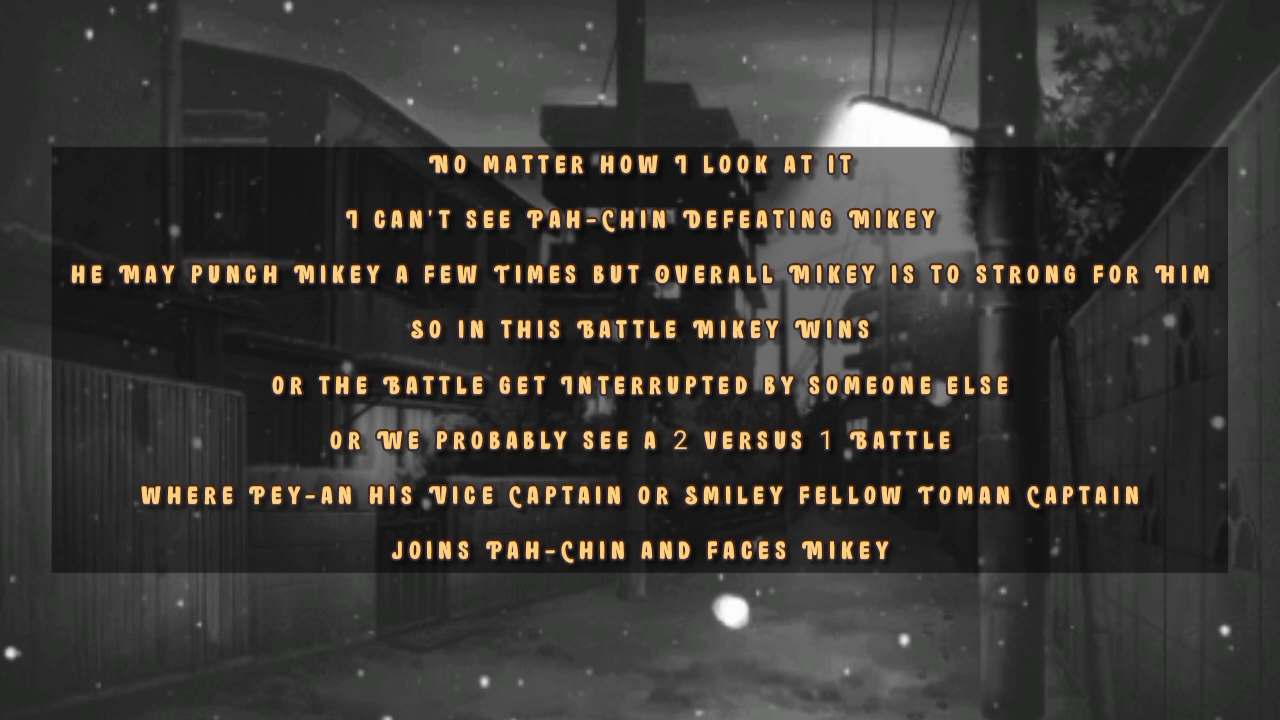 No matter how I look at it
I can't see Pah-Chin Defeating Mikey
He May punch Mikey a few Times but Overall Mikey is to strong for Him
So in this Battle Mikey Wins
or the Battle get Interrupted by someone else
or We probably see a 2 versus 1 Battle
where Pey-an his Vice Captain or Smiley fellow Toman Captain
joins Pah-Chin and faces Mikey